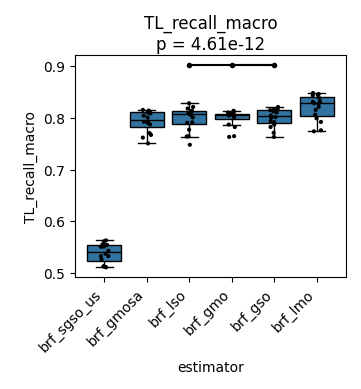 TL_recall_macro
p = 4.61e-12
TL_recall_macro
0.9
0.8
0.7
0.6
0.5
brf_sgso_us
brf_gmosa
brf_lso
brf_gmo
brf_gso
brf_lmo
estimator